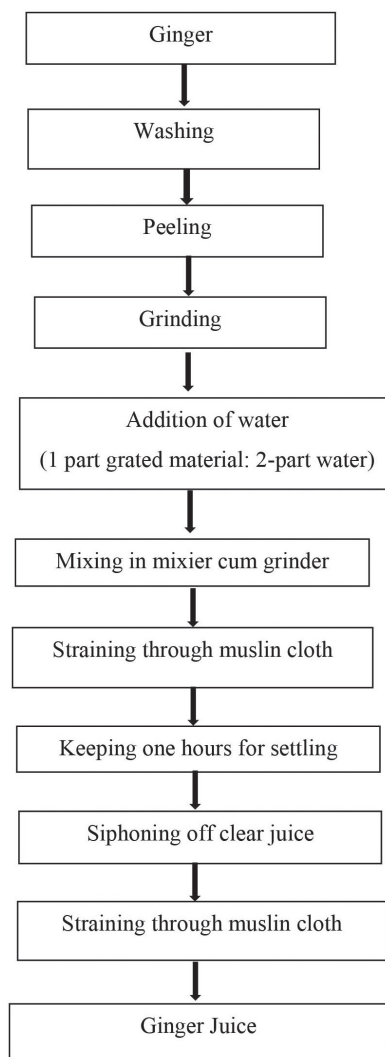 Ginger
Washing
Peeling
Grinding
Addition of water
(1 part grated material: 2-part water)
Mixing in mixier cum grinder
Straining through muslin cloth
Keeping one hours for settling
Siphoning off clear juice
Straining through muslin cloth
Ginger Juice